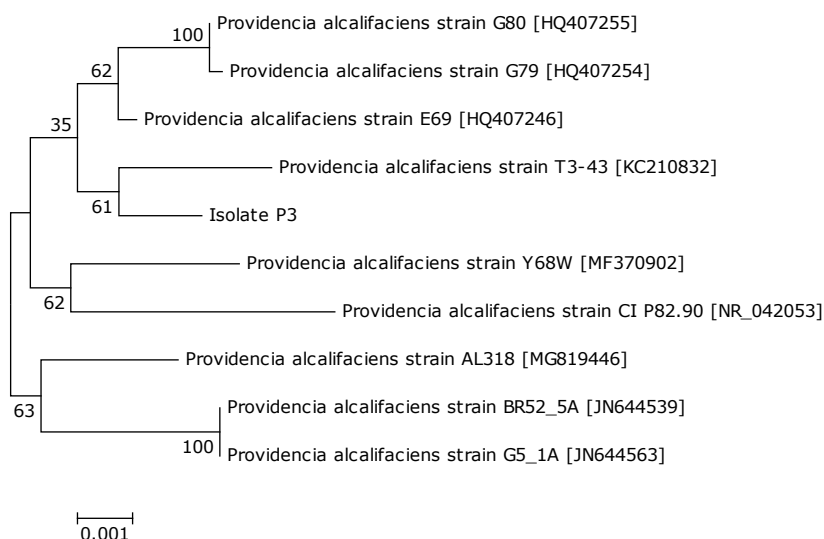 Providencia alcalifaciens strain G80 [HQ407255]
100
Providencia alcalifaciens strain G79 [HQ407254]
62
Providencia alcalifaciens strain E69 [HQ407246]
35
Providencia alcalifaciens strain T3-43 [KC210832]
61
Isolate P3
Providencia alcalifaciens strain Y68W [MF370902]
62
Providencia alcalifaciens strain CI P82.90 [NR_042053]
Providencia alcalifaciens strain AL318 [MG819446]
63
Providencia alcalifaciens strain BR52_5A [JN644539]
100
Providencia alcalifaciens strain G5_1A [JN644563]
0.001